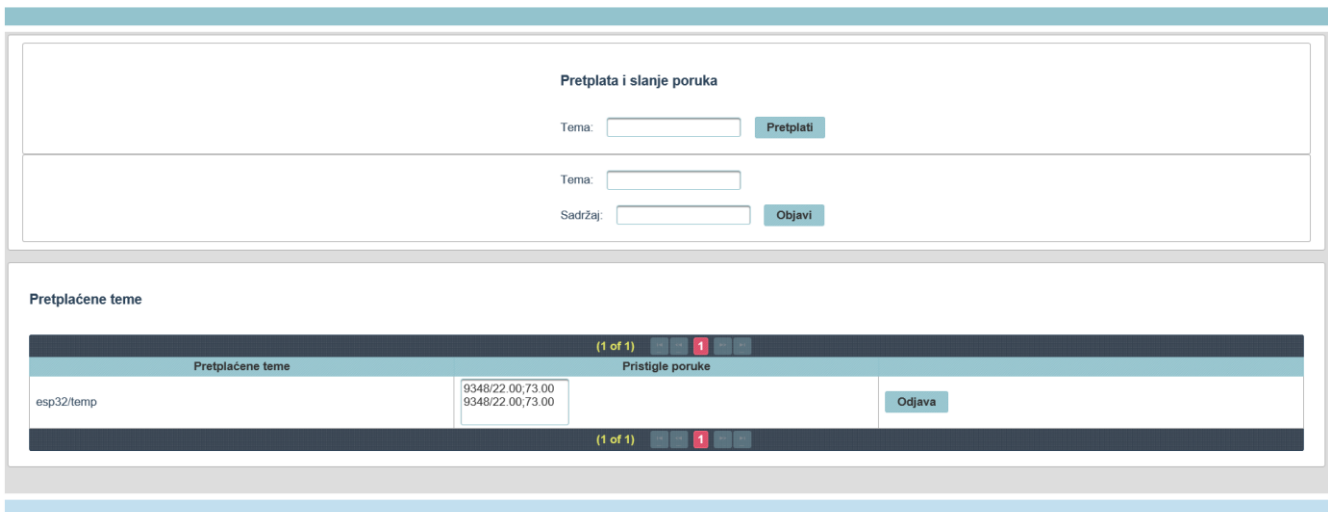 Pretplata i slanje poruka
Tema: Pretplati
Tema:
Sadržaj: Objavi
Pretplaćene teme
(1 of 1) 1
Pretplaćene teme Pristigle poruke
esp32/temp 9348/22.00;73.00 Odjava
9348/22.00;73.00
(1 of 1) 1